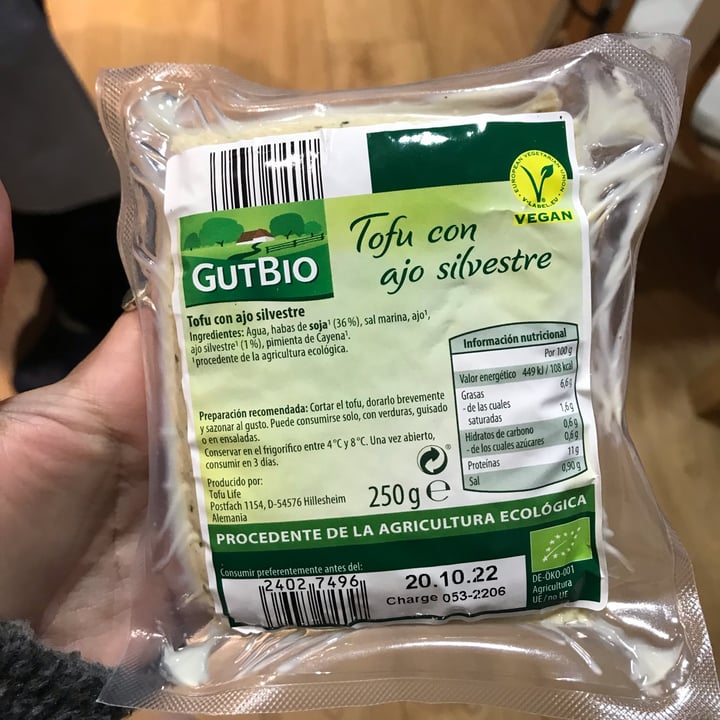 EUROPEAN VEGETARIAN UNION
V-LABEL.EU
VEGAN
GUTBIO
Tofu con
ajo silvestre
Tofu con ajo silvestre
Ingredientes: Agua, habas de soja¹ (36%), sal marina, ajo¹,
ajo silvestre¹ (1%), pimienta de Cayena¹.
¹procedente de la agricultura ecológica.
Preparación recomendada: Cortar el tofu, dorarlo brevemente
y sazonar al gusto. Puede consumirse solo, con verduras, guisado
o en ensaladas.
Conservar en el frigorífico entre 4°C y 8°C. Una vez abierto,
consumir en 3 días.
Producido por:
Tofu Life
Postfach 1154, D-54576 Hillesheim
Alemania
250g ℮
Información nutricional
Por 100 g
Valor energético 449 kJ / 108 kcal
Grasas 6,6 g
- de las cuales
saturadas 1,6 g
Hidratos de carbono 0,6 g
- de los cuales azúcares 0,6 g
Proteínas 11 g
Sal 0,90 g
PROCEDENTE DE LA AGRICULTURA ECOLÓGICA
Consumir preferentemente antes del:
2402 7496
20.10.22
Charge 053-2206
DE-ÖKO-001
Agricultura
UE/no UE